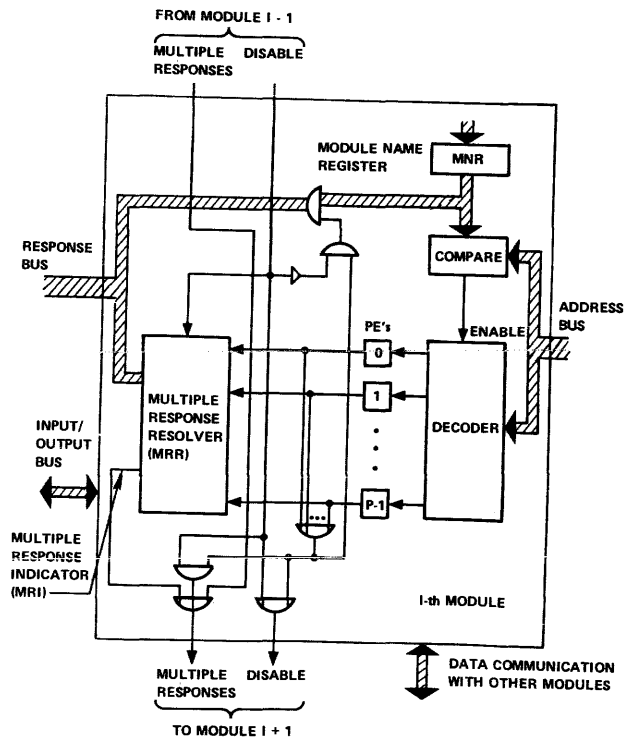 FROM MODULE I - 1
MULTIPLE RESPONSES
DISABLE
MODULE NAME REGISTER
MNR
RESPONSE BUS
COMPARE
ENABLE
ADDRESS BUS
PE's
0
1
P-1
DECODER
MULTIPLE RESPONSE RESOLVER (MRR)
INPUT/ OUTPUT BUS
MULTIPLE RESPONSE INDICATOR (MRI)
I-th MODULE
MULTIPLE RESPONSES
DISABLE
DATA COMMUNICATION WITH OTHER MODULES
TO MODULE I + 1